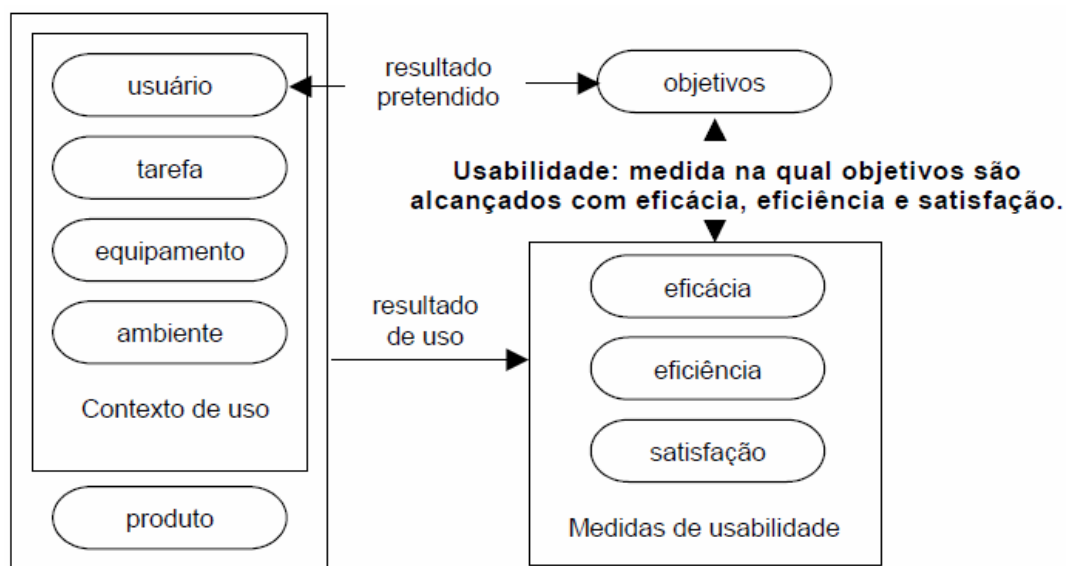 usuário
tarefa
equipamento
ambiente
Contexto de uso
produto
resultado
pretendido
objetivos
Usabilidade: medida na qual objetivos são
alcançados com eficácia, eficiência e satisfação.
resultado
de uso
eficácia
eficiência
satisfação
Medidas de usabilidade